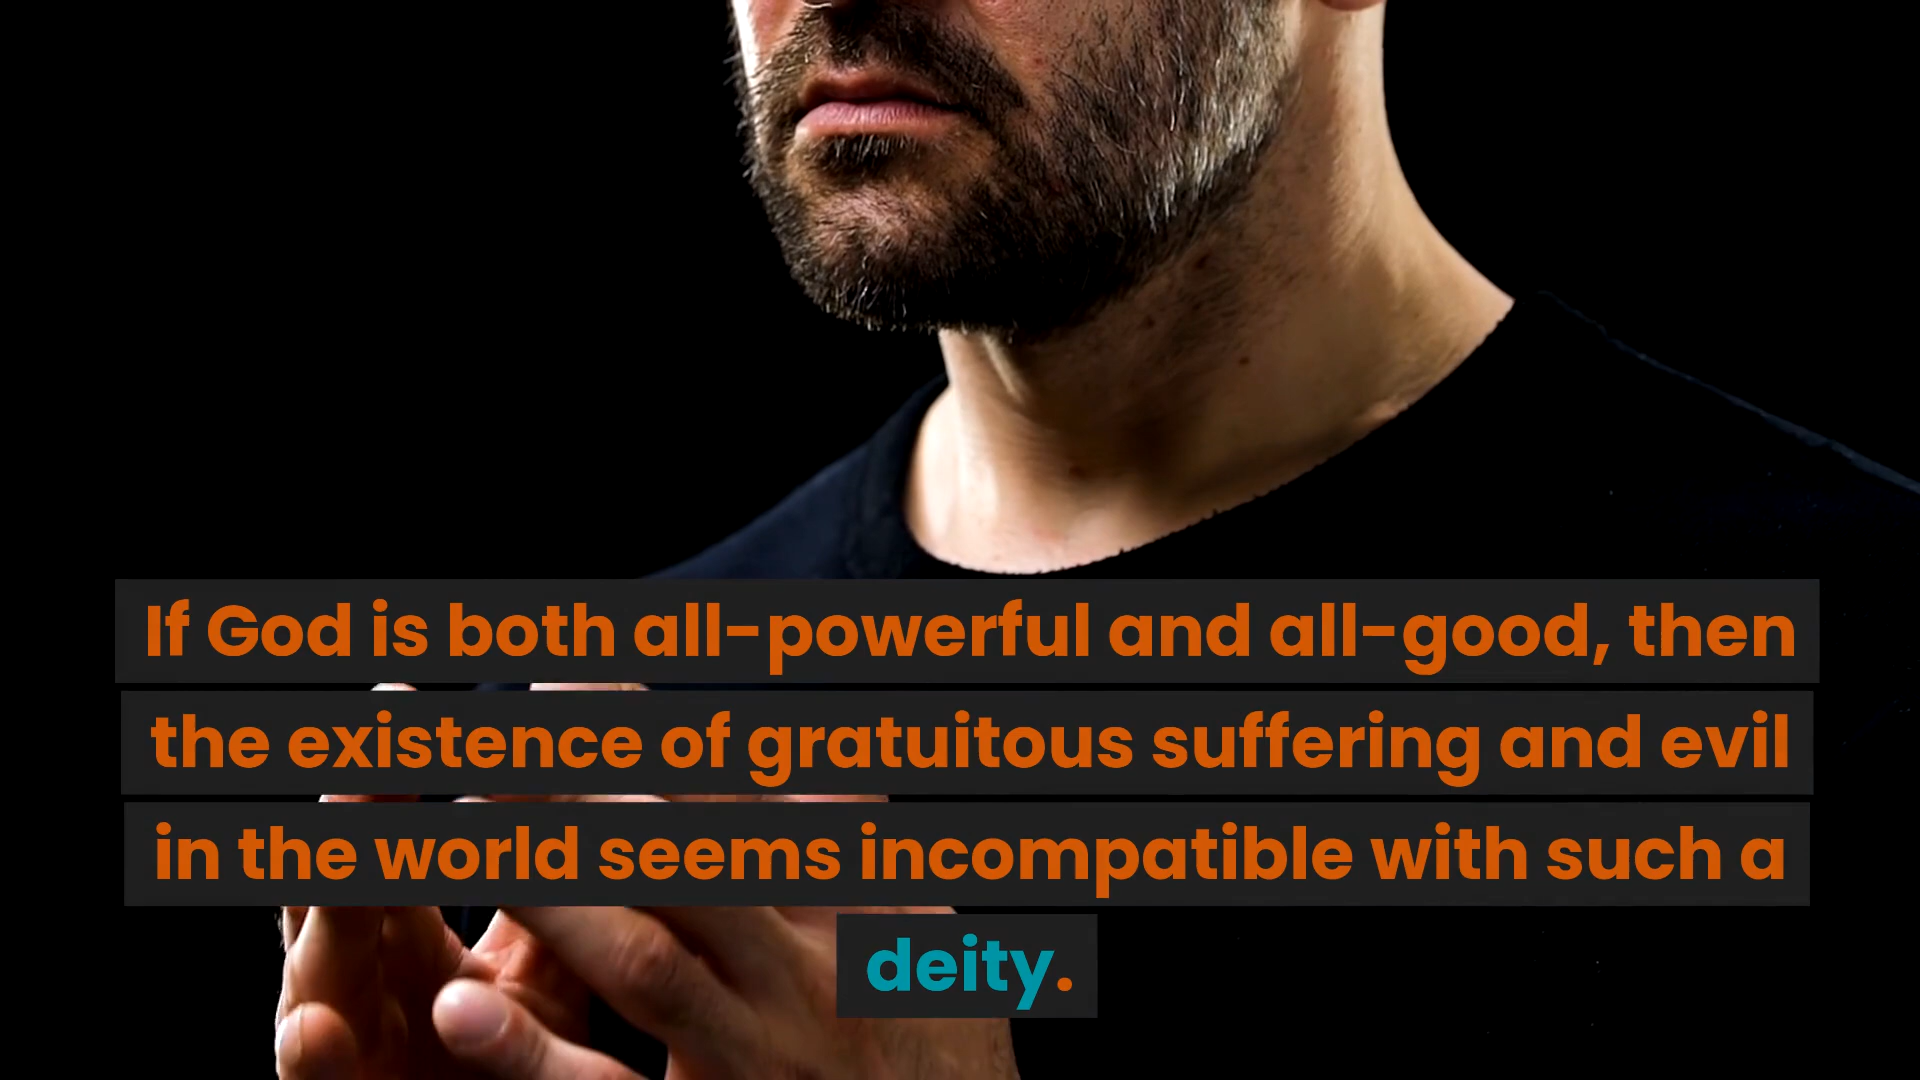 If God is both all-powerful and all-good, then
the existence of gratuitous suffering and evil
in the world seems incompatible with such a
deity.